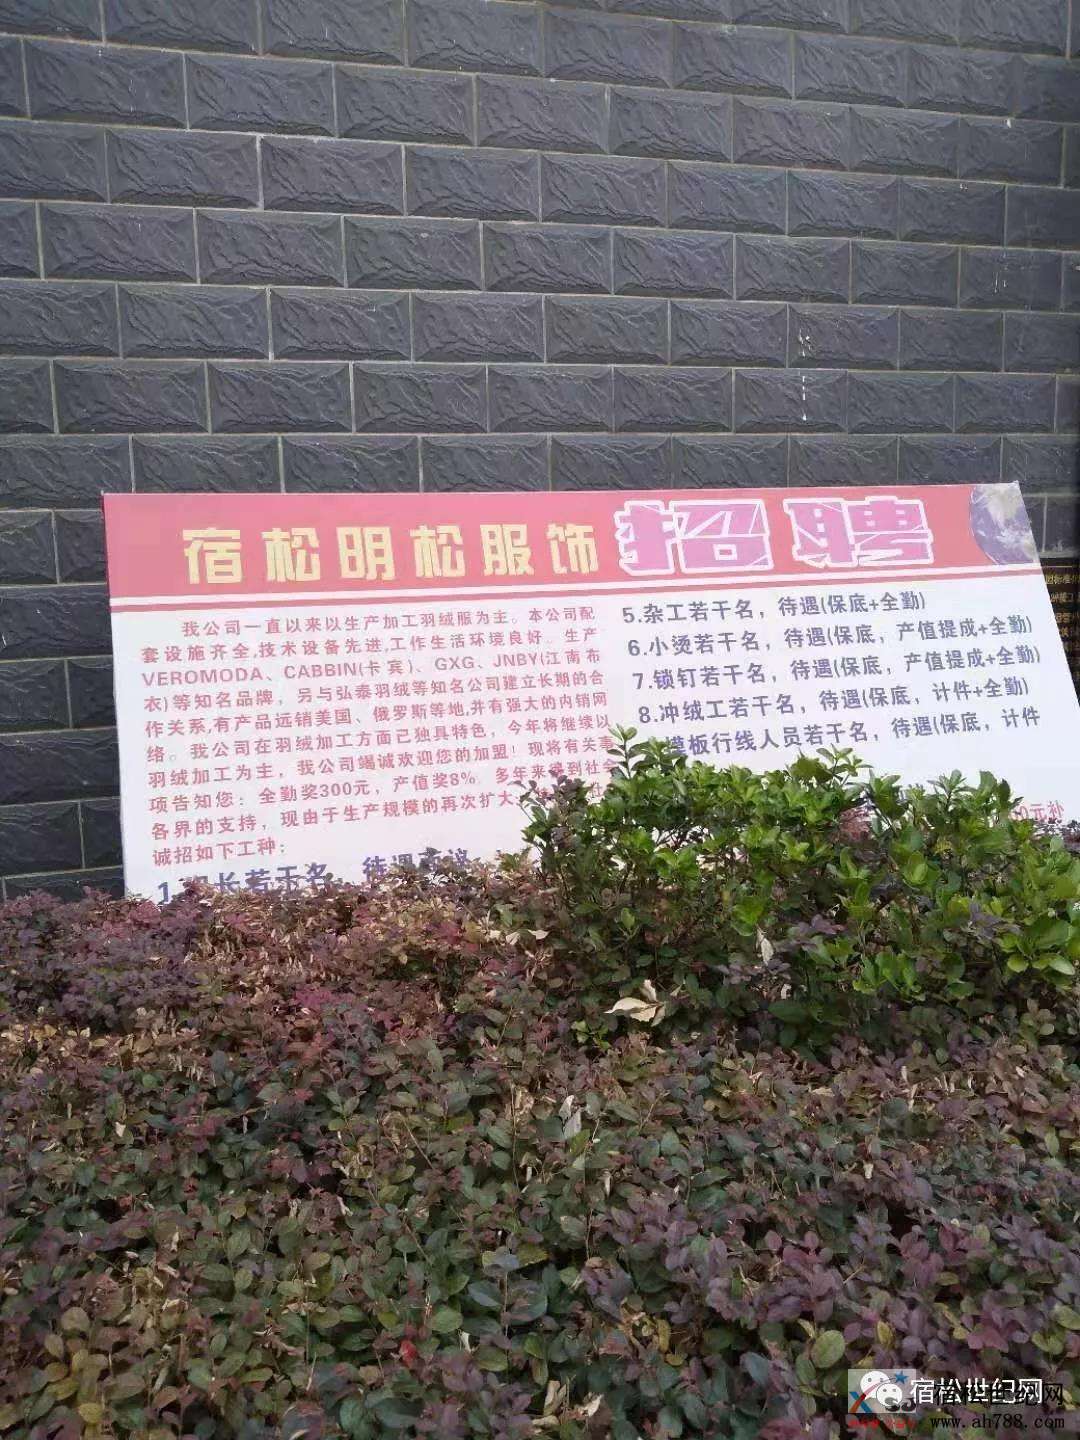 宿松明松服饰 招聘
我公司一直以来以生产加工羽绒服为主。本公司配
套设施齐全,技术设备先进,工作生活环境良好。生产
VEROMODA、CABBIN(卡宾)、GXG、JNBY(江南布
衣)等知名品牌，另与弘泰羽绒等知名公司建立长期的合
作关系,有产品远销美国、俄罗斯等地,并有强大的内销网
络。我公司在羽绒加工方面已独具特色，今年将继续以
羽绒加工为主，我公司竭诚欢迎您的加盟！现将有关事
项告知您：全勤奖300元，产值奖8%。多年来得到社会
各界的支持，现由于生产规模的再次扩大
诚招如下工种：
1.
长若干名，待遇面议
5.杂工若干名，待遇(保底+全勤)
6.小烫若干名，待遇(保底，产值提成+全勤)
7.锁钉若干名，待遇(保底，产值提成+全勤)
8.冲绒工若干名，待遇(保底，计件+全勤)
模板行线人员若干名，待遇(保底，计件
宿松世纪网
宿松世纪网
www.ah788.com